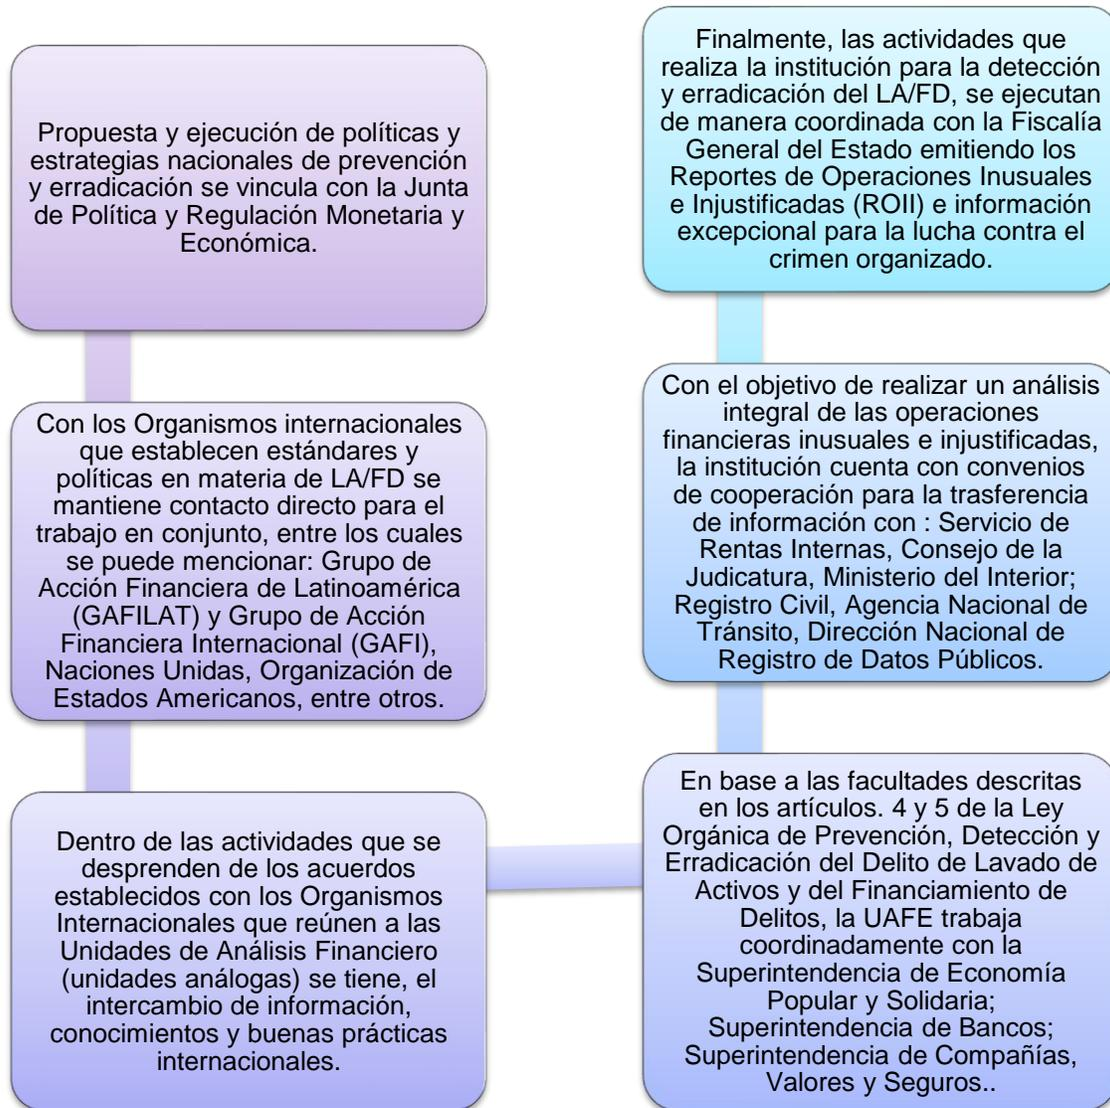 Propuesta y ejecución de políticas y
estrategias nacionales de prevención
y erradicación se vincula con la Junta
de Política y Regulación Monetaria y
Económica.
Con los Organismos internacionales
que establecen estándares y
políticas en materia de LA/FD se
mantiene contacto directo para el
trabajo en conjunto, entre los cuales
se puede mencionar: Grupo de
Acción Financiera de Latinoamérica
(GAFILAT) y Grupo de Acción
Financiera Internacional (GAFI),
Naciones Unidas, Organización de
Estados Americanos, entre otros.
Dentro de las actividades que se
desprenden de los acuerdos
establecidos con los Organismos
Internacionales que reúnen a las
Unidades de Análisis Financiero
(unidades análogas) se tiene, el
intercambio de información,
conocimientos y buenas prácticas
internacionales.
En base a las facultades descritas
en los artículos. 4 y 5 de la Ley
Orgánica de Prevención, Detección y
Erradicación del Delito de Lavado de
Activos y del Financiamiento de
Delitos, la UAFE trabaja
coordinadamente con la
Superintendencia de Economía
Popular y Solidaria;
Superintendencia de Bancos;
Superintendencia de Compañías,
Valores y Seguros..
Con el objetivo de realizar un análisis
integral de las operaciones
financieras inusuales e injustificadas,
la institución cuenta con convenios
de cooperación para la trasferencia
de información con : Servicio de
Rentas Internas, Consejo de la
Judicatura, Ministerio del Interior;
Registro Civil, Agencia Nacional de
Tránsito, Dirección Nacional de
Registro de Datos Públicos.
Finalmente, las actividades que
realiza la institución para la detección
y erradicación del LA/FD, se ejecutan
de manera coordinada con la Fiscalía
General del Estado emitiendo los
Reportes de Operaciones Inusuales
e Injustificadas (ROII) e información
excepcional para la lucha contra el
crimen organizado.